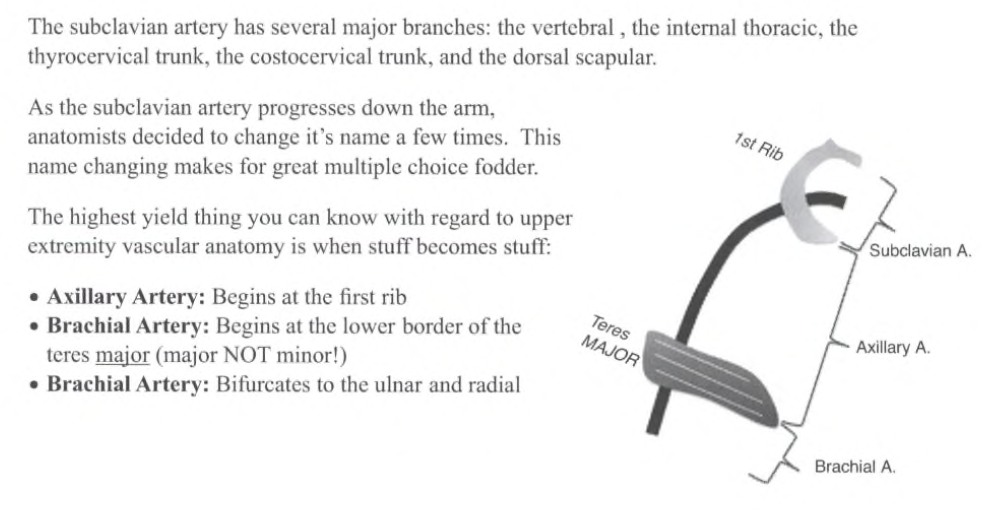 The subclavian artery has several major branches: the vertebral , the internal thoracic, the
thyrocervical trunk, the costocervical trunk, and the dorsal scapular.
As the subclavian artery progresses down the arm,
anatomists decided to change it's name a few times. This
name changing makes for great multiple choice fodder.
The highest yield thing you can know with regard to upper
extremity vascular anatomy is when stuff becomes stuff:
• Axillary Artery: Begins at the first rib
• Brachial Artery: Begins at the lower border of the
teres major (major NOT minor!)
• Brachial Artery: Bifurcates to the ulnar and radial
1st Rib
Subclavian A.
Teres
MAJOR
Axillary A.
Brachial A.